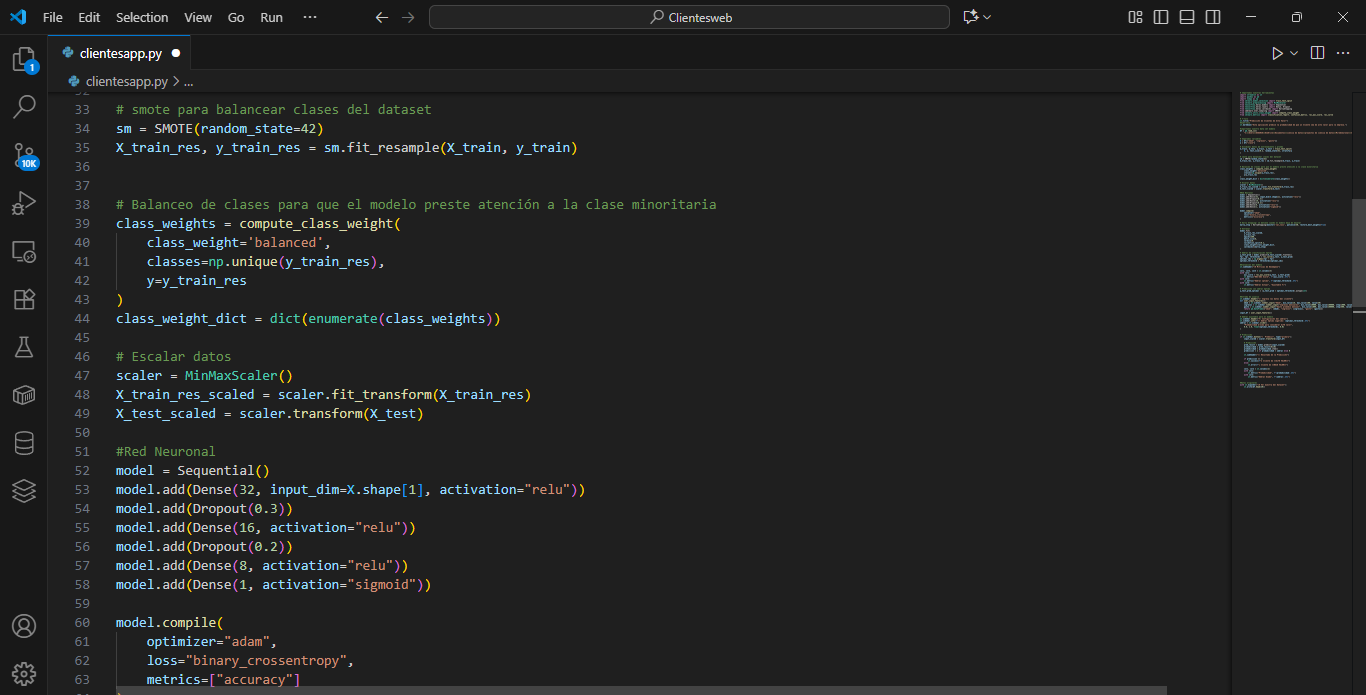 File Edit Selection View Go Run ··· Clientesweb
clientesapp.py
clientesapp.py > ...
1
10K
32
33 # smote para balancear clases del dataset
34 sm = SMOTE(random_state=42)
35 X_train_res, y_train_res = sm.fit_resample(X_train, y_train)
36
37
38 # Balanceo de clases para que el modelo preste atención a la clase minoritaria
39 class_weights = compute_class_weight(
40 class_weight='balanced',
41 classes=np.unique(y_train_res),
42 y=y_train_res
43 )
44 class_weight_dict = dict(enumerate(class_weights))
45
46 # Escalar datos
47 scaler = MinMaxScaler()
48 X_train_res_scaled = scaler.fit_transform(X_train_res)
49 X_test_scaled = scaler.transform(X_test)
50
51 #Red Neuronal
52 model = Sequential()
53 model.add(Dense(32, input_dim=X.shape[1], activation="relu"))
54 model.add(Dropout(0.3))
55 model.add(Dense(16, activation="relu"))
56 model.add(Dropout(0.2))
57 model.add(Dense(8, activation="relu"))
58 model.add(Dense(1, activation="sigmoid"))
59
60 model.compile(
61 optimizer="adam",
62 loss="binary_crossentropy",
63 metrics=["accuracy"]